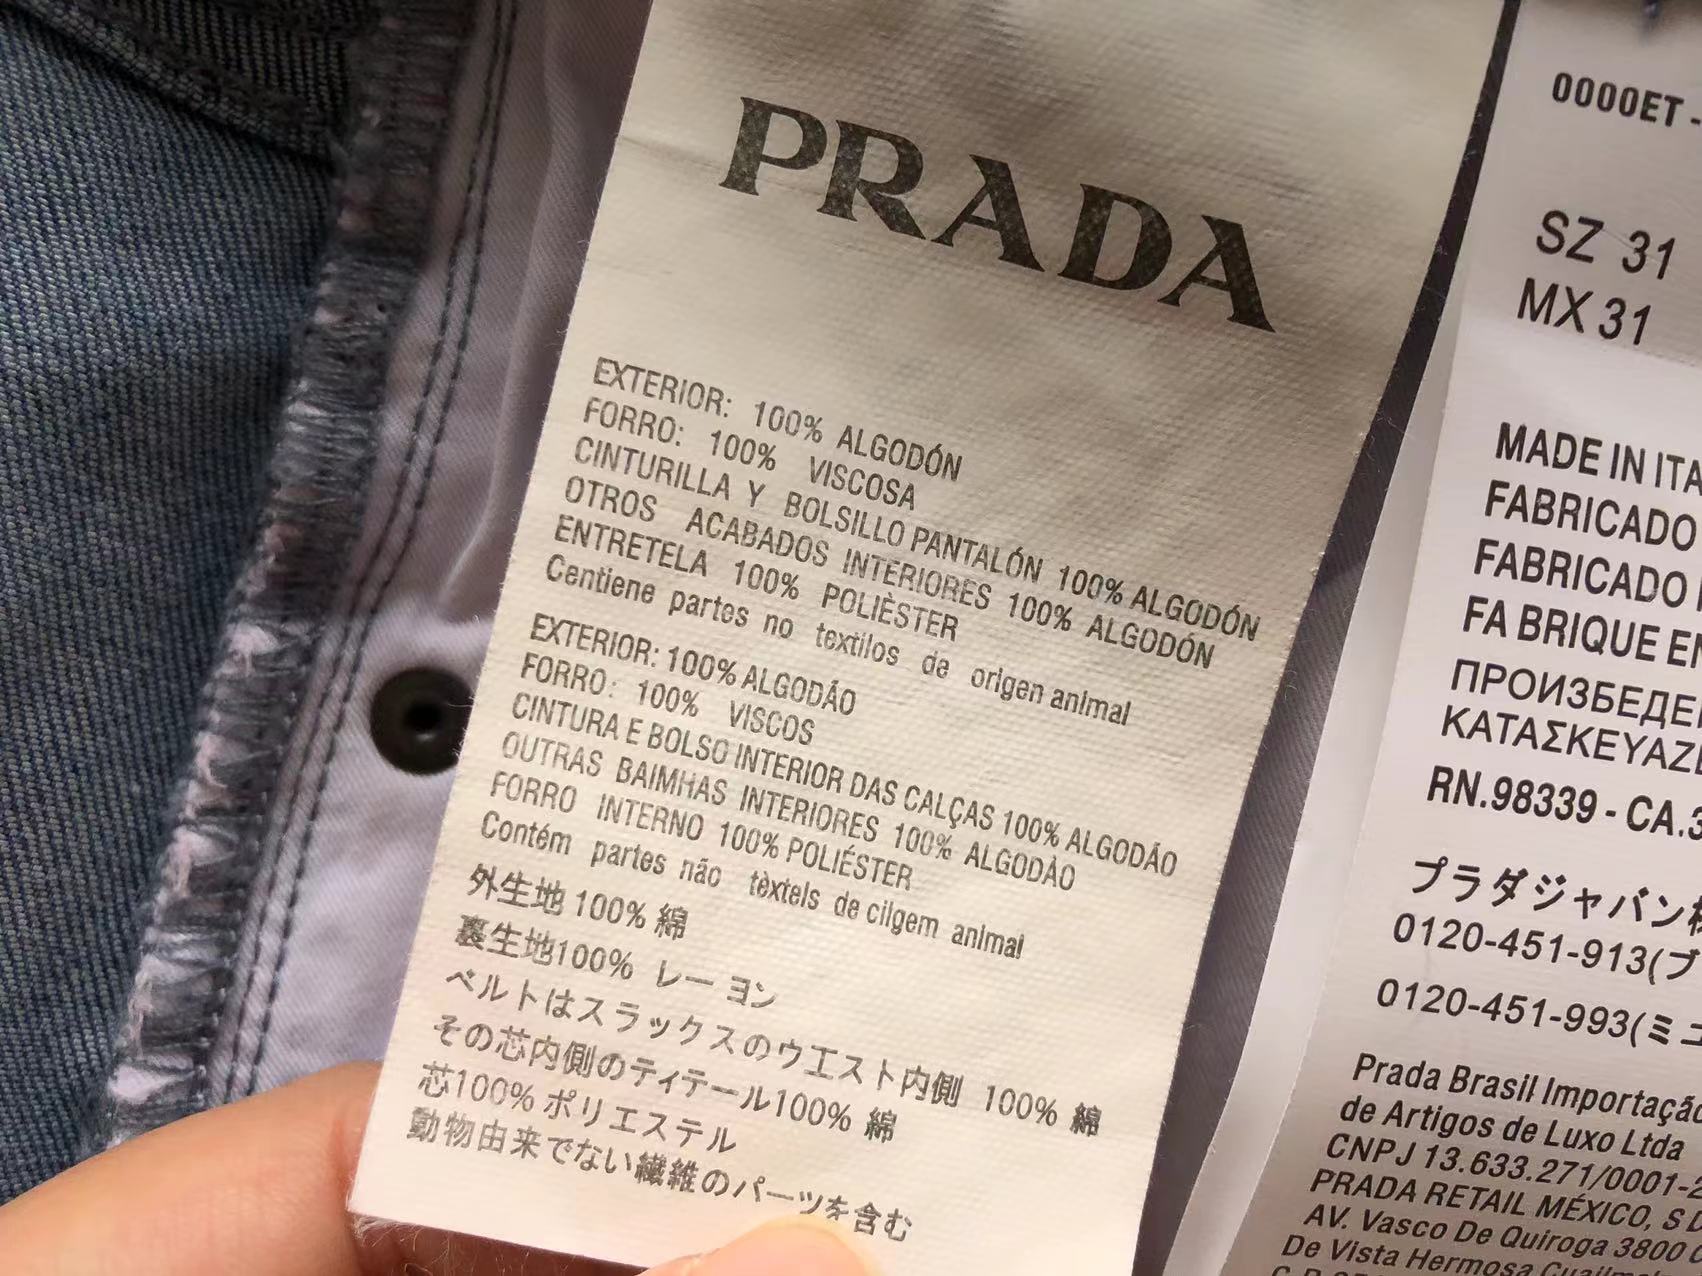 PRADA
EXTERIOR: 100% ALGODÓN
FORRO: 100% VISCOSA
CINTURILLA Y BOLSILLO PANTALÓN 100% ALGODÓN
OTROS ACABADOS INTERIORES 100% ALGODÓN
ENTRETELA 100% POLIÈSTER
Centiene partes no textilos de origen animal
EXTERIOR: 100% ALGODÃO
FORRO: 100% VISCOS
CINTURA E BOLSO INTERIOR DAS CALÇAS 100% ALGODÃO
OUTRAS BAIMHAS INTERIORES 100% ALGODÃO
FORRO INTERNO 100% POLIÉSTER
Contém partes não tèxtels de cilgem animal
外生地 100% 綿
裏生地100% レーヨン
ベルトはスラックスのウエスト内側 100% 綿
その芯内側のティテール100% 綿
芯100% ポリエステル
動物由来でない繊維のパーツを含む
0000ET -
SZ 31
MX 31
MADE IN ITA
FABRICADO
FABRICADO
FABRIQUE EN
ПРОИЗБЕДЕ
ΚΑΤΑΣΚΕΥΑΖ
RN.98339 - CA.3
プラダジャパン株
0120-451-913(プ
0120-451-993(ミュ
Prada Brasil Importação
de Artigos de Luxo Ltda
CNPJ 13.633.271/0001-2
PRADA RETAIL MÉXICO, S D
AV. Vasco De Quiroga 3800
De Vista Hermosa